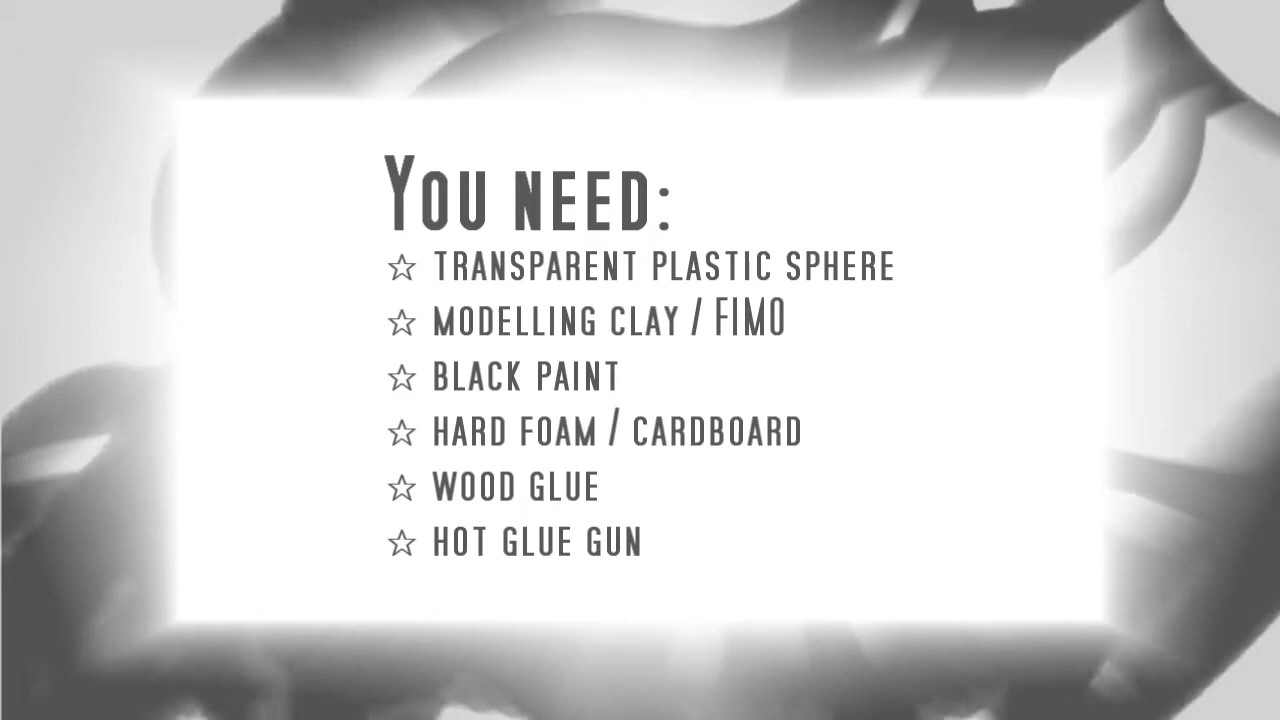 You need:
☆ transparent plastic sphere
☆ modelling clay / FIMO
☆ black paint
☆ hard foam / cardboard
☆ wood glue
☆ hot glue gun